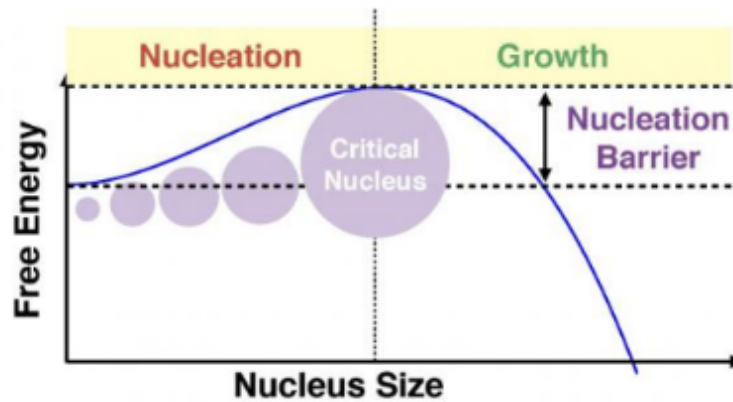 Nucleation
Growth
Nucleation
Barrier
Critical
Nucleus
Free Energy
Nucleus Size